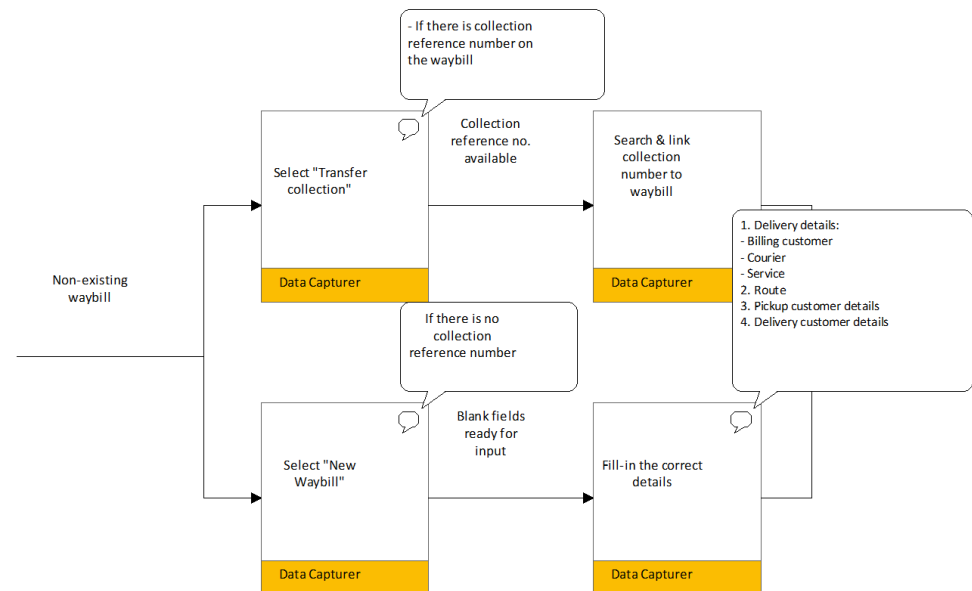 - If there is collection
reference number on
the waybill
Select "Transfer
collection"
Data Capturer
Collection
reference no.
available
Search & link
collection
number to
waybill
Data Capturer
Non-existing
waybill
1. Delivery details:
- Billing customer
- Courier
- Service
2. Route
3. Pickup customer details
4. Delivery customer details
If there is no
collection
reference number
Select "New
Waybill"
Data Capturer
Blank fields
ready for
input
Fill-in the correct
details
Data Capturer